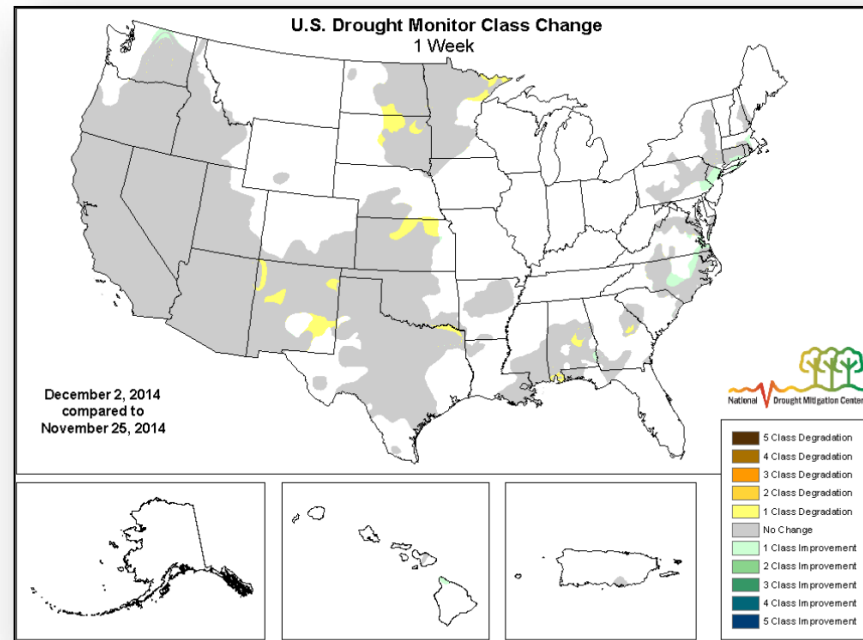 U.S. Drought Monitor Class Change
1 Week
December 2, 2014
compared to
November 25, 2014
National Drought Mitigation Center
5 Class Degradation
4 Class Degradation
3 Class Degradation
2 Class Degradation
1 Class Degradation
No Change
1 Class Improvement
2 Class Improvement
3 Class Improvement
4 Class Improvement
5 Class Improvement